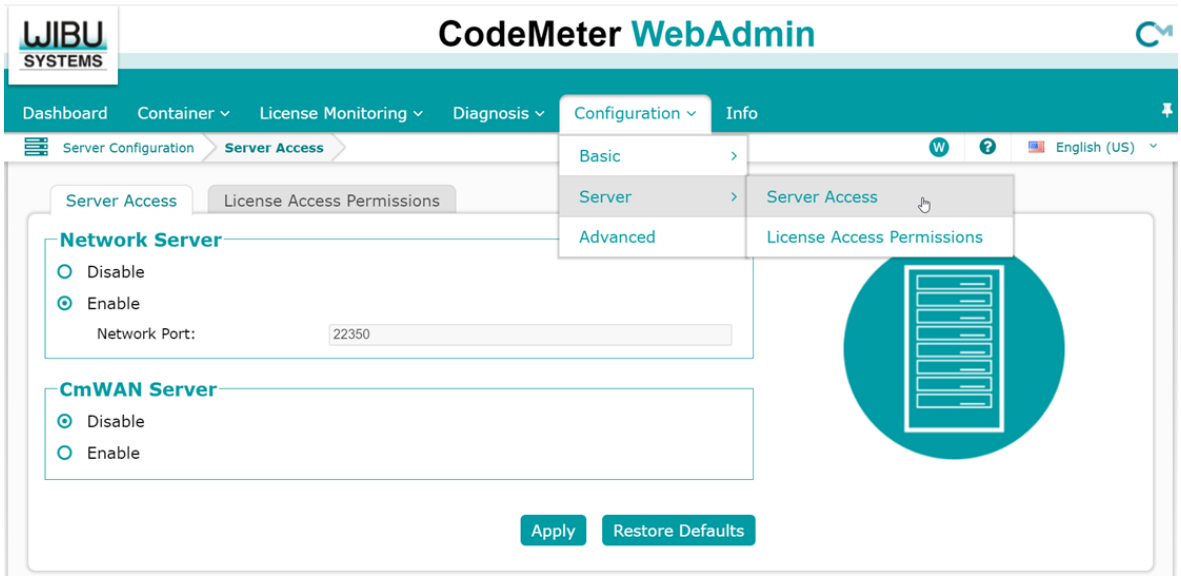 WIBU
SYSTEMS
CodeMeter WebAdmin
Dashboard Container License Monitoring Diagnosis Configuration Info
Server Configuration Server Access
W ? English (US)
Basic
Server
Advanced
Server Access
License Access Permissions
Server Access License Access Permissions
Network Server
Disable
Enable
Network Port: 22350
CmWAN Server
Disable
Enable
Apply Restore Defaults